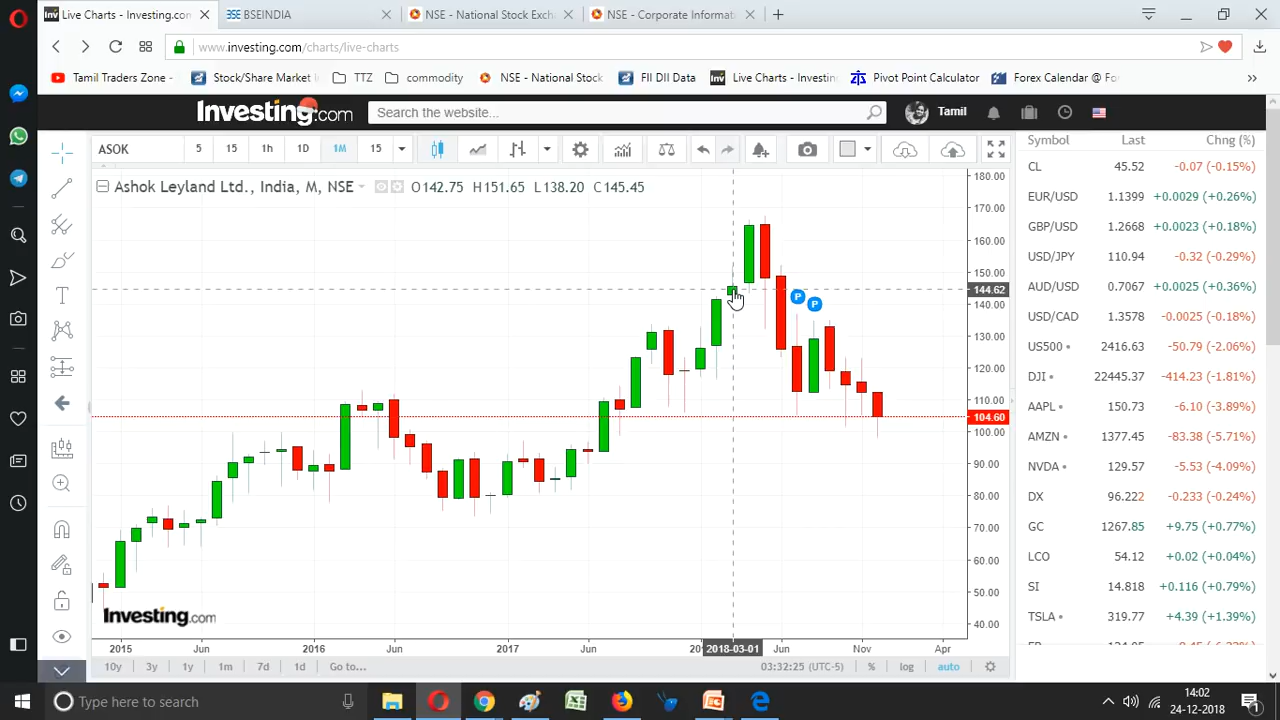 Live Charts - Investing.com
BSEINDIA
NSE - National Stock Exch
NSE - Corporate Informat
www.investing.com/charts/live-charts
Tamil Traders Zone -
Stock/Share Market
TTZ
commodity
NSE - National Stock
FII DII Data
Live Charts - Investin
Pivot Point Calculator
Forex Calendar @ Fo
Investing.com
Search the website...
Tamil
ASOK
5
15
1h
1D
1M
15
Ashok Leyland Ltd., India, M, NSE
O142.75 H151.65 L138.20 C145.45
180.00
170.00
160.00
150.00
144.62
140.00
130.00
120.00
110.00
104.60
100.00
90.00
80.00
70.00
60.00
50.00
40.00
P
P
Investing.com
2015
Jun
2016
Jun
2017
Jun
20
2018-03-01
Jun
Nov
Apr
10y
3y
1y
1m
7d
1d
Go to...
03:32:25 (UTC-5)
%
log
auto
Symbol Last Chng (%)
CL 45.52 -0.07 (-0.15%)
EUR/USD 1.1399 +0.0029 (+0.26%)
GBP/USD 1.2668 +0.0023 (+0.18%)
USD/JPY 110.94 -0.32 (-0.29%)
AUD/USD 0.7067 +0.0025 (+0.36%)
USD/CAD 1.3578 -0.0025 (-0.18%)
US500 2416.63 -50.79 (-2.06%)
DJI 22445.37 -414.23 (-1.81%)
AAPL 150.73 -6.10 (-3.89%)
AMZN 1377.45 -83.38 (-5.71%)
NVDA 129.57 -5.53 (-4.09%)
DX 96.222 -0.233 (-0.24%)
GC 1267.85 +9.75 (+0.77%)
LCO 54.12 +0.02 (+0.04%)
SI 14.818 +0.116 (+0.79%)
TSLA 319.77 +4.39 (+1.39%)
Type here to search
14:02
24-12-2018
1